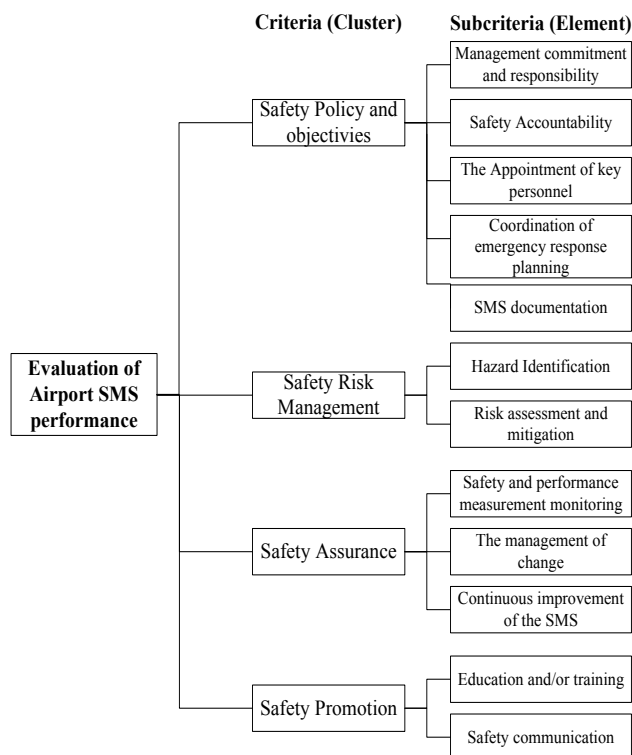 Criteria (Cluster)
Subcriteria (Element)
Management commitment
and responsibility
Safety Policy and
objectivies
Safety Accountability
The Appointment of key
personnel
Coordination of
emergency response
planning
SMS documentation
Evaluation of
Airport SMS
performance
Safety Risk
Management
Hazard Identification
Risk assessment and
mitigation
Safety Assurance
Safety and performance
measurement monitoring
The management of
change
Continuous improvement
of the SMS
Safety Promotion
Education and/or training
Safety communication